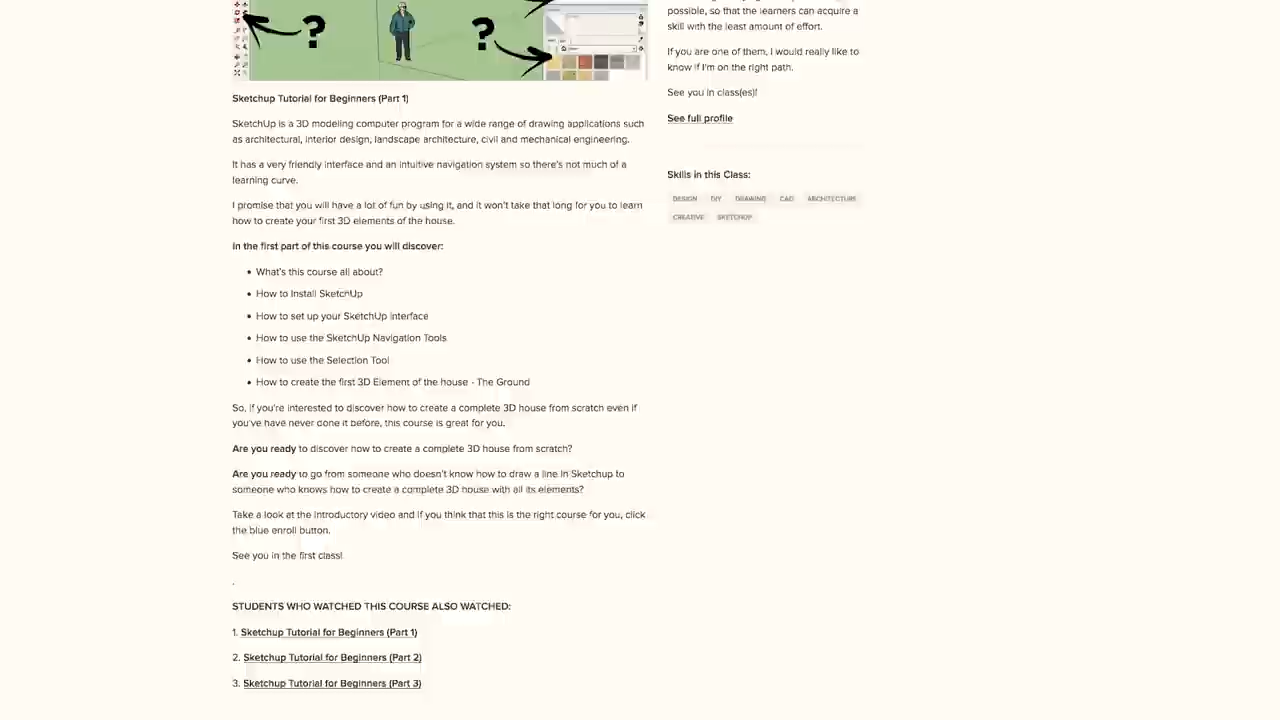 ?
?
Sketchup Tutorial for Beginners (Part 1)
SketchUp is a 3D modeling computer program for a wide range of drawing applications such
as architectural, interior design, landscape architecture, civil and mechanical engineering.
It has a very friendly interface and an intuitive navigation system so there's not much of a
learning curve.
I promise that you will have a lot of fun by using it, and it won't take that long for you to learn
how to create your first 3D elements of the house.
In the first part of this course you will discover:
• What's this course all about?
• How to Install SketchUp
• How to set up your SketchUp Interface
• How to use the SketchUp Navigation Tools
• How to use the Selection Tool
• How to create the first 3D Element of the house - The Ground
So, if you're interested to discover how to create a complete 3D house from scratch even if
you've have never done it before, this course is great for you.
Are you ready to discover how to create a complete 3D house from scratch?
Are you ready to go from someone who doesn't know how to draw a line in Sketchup to
someone who knows how to create a complete 3D house with all its elements?
Take a look at the Introductory video and if you think that this is the right course for you, click
the blue enroll button.
See you in the first class!
.
STUDENTS WHO WATCHED THIS COURSE ALSO WATCHED:
1. Sketchup Tutorial for Beginners (Part 1)
2. Sketchup Tutorial for Beginners (Part 2)
3. Sketchup Tutorial for Beginners (Part 3)
possible, so that the learners can acquire a
skill with the least amount of effort.
If you are one of them, I would really like to
know if I'm on the right path.
See you in class(es)!
See full profile
Skills in this Class:
DESIGN DIY DRAWING CAD ARCHITECTURE
CREATIVE SKETCHUP